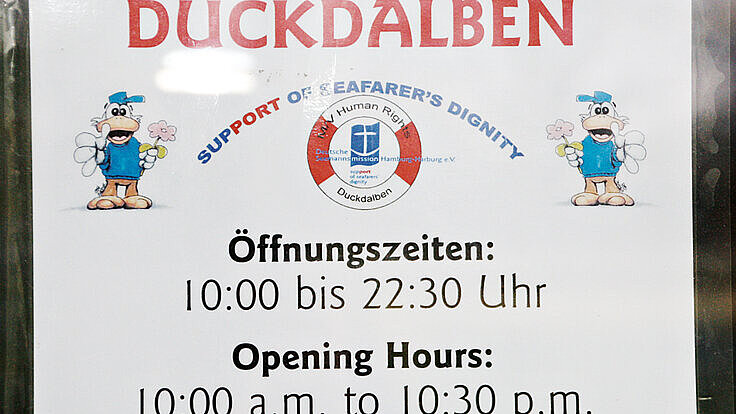 DUCKDALBEN
SUPPORT OF SEAFARER'S DIGNITY
M/V Human Rights
Deutsche
Seemannsmission Hamburg-Harburg e.V.
support
of seafarers'
dignity
Duckdalben
Öffnungszeiten:
10:00 bis 22:30 Uhr
Opening Hours:
10:00 a.m. to 10:30 p.m.